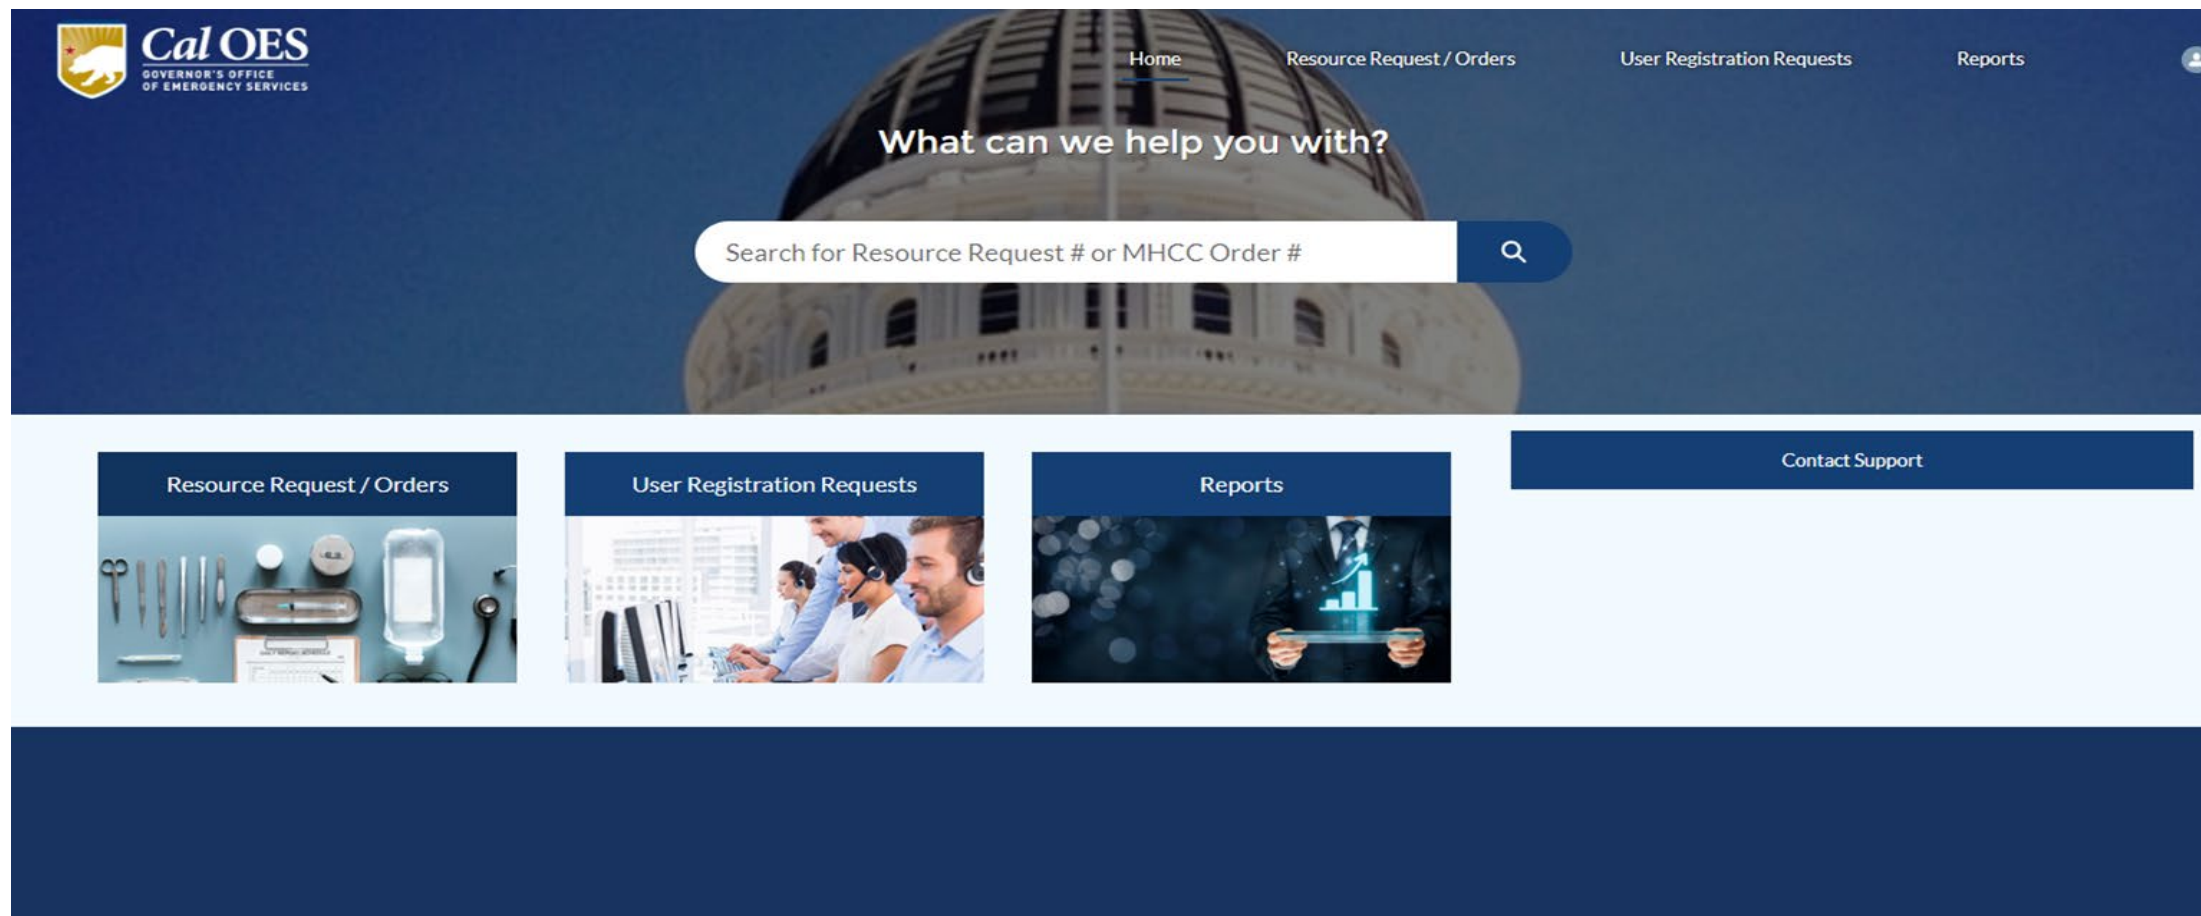 Cal OES
GOVERNOR'S OFFICE
OF EMERGENCY SERVICES
Home
Resource Request / Orders
User Registration Requests
Reports
What can we help you with?
Search for Resource Request # or MHCC Order #
Resource Request / Orders
User Registration Requests
Reports
Contact Support